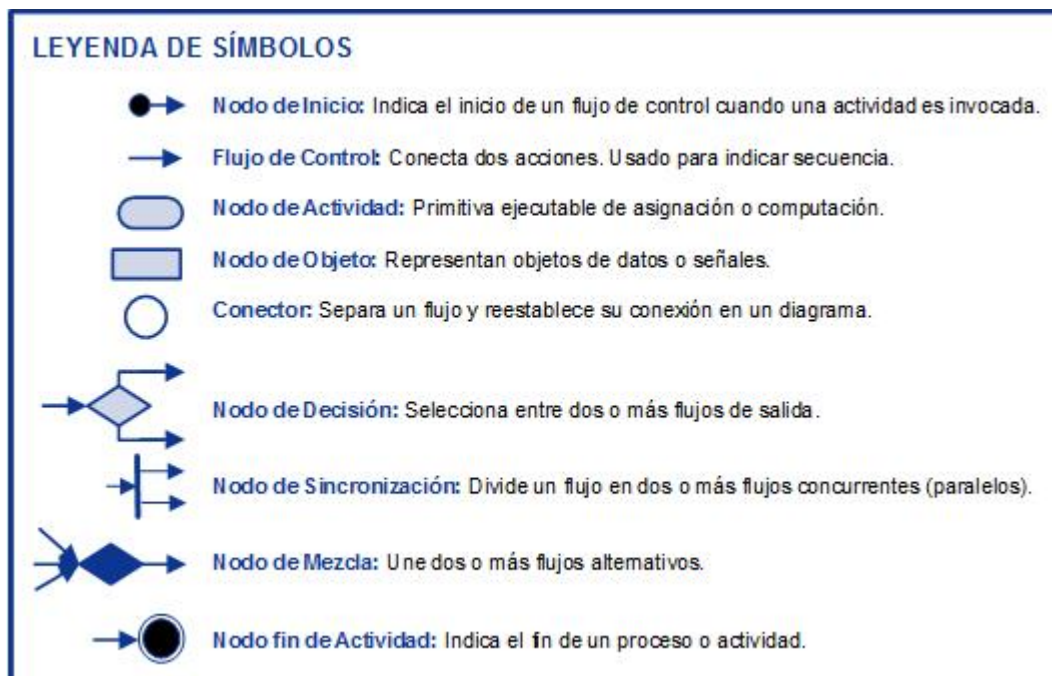 LEYENDA DE SÍMBOLOS
Nodo de Inicio: Indica el inicio de un flujo de control cuando una actividad es invocada.
Flujo de Control: Conecta dos acciones. Usado para indicar secuencia.
Nodo de Actividad: Primitiva ejecutable de asignación o computación.
Nodo de Objeto: Representan objetos de datos o señales.
Conector: Separa un flujo y reestablece su conexión en un diagrama.
Nodo de Decisión: Selecciona entre dos o más flujos de salida.
Nodo de Sincronización: Divide un flujo en dos o más flujos concurrentes (paralelos).
Nodo de Mezcla: Une dos o más flujos alternativos.
Nodo fin de Actividad: Indica el fin de un proceso o actividad.